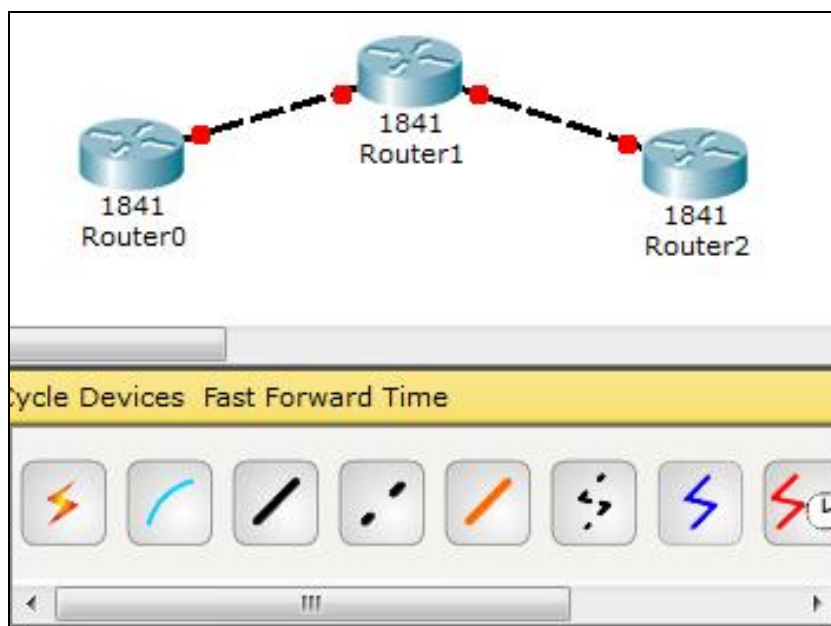 1841
Router1
1841
Router0
1841
Router2
Cycle Devices Fast Forward Time